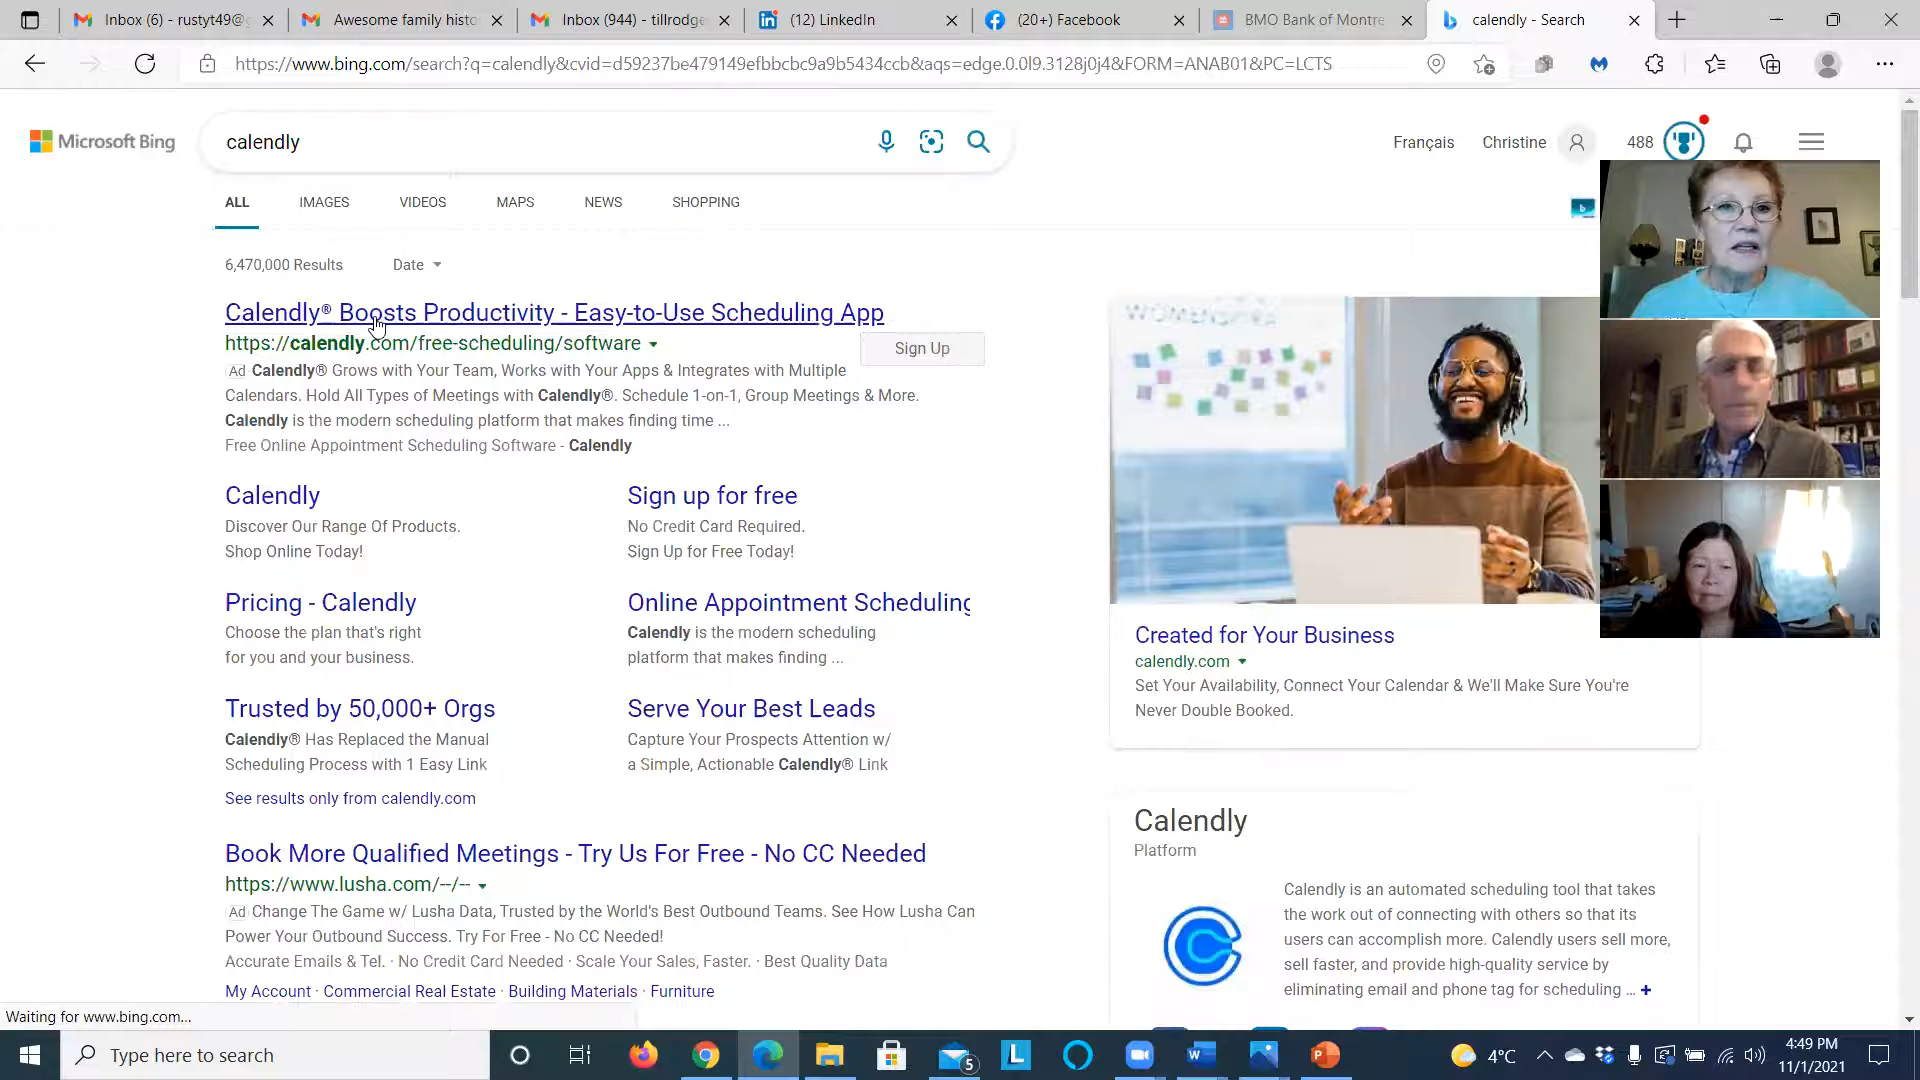 Inbox (6) - rustyt49@g
Awesome family histo
Inbox (944) - tillrodge
(12) LinkedIn
(20+) Facebook
BMO Bank of Montre
calendly - Search
https://www.bing.com/search?q=calendly&cvid=d59237be479149efbbcbc9a9b5434ccb&aqs=edge.0.0l9.3128j0j4&FORM=ANAB01&PC=LCTS
Microsoft Bing
calendly
Français
Christine
488
ALL
IMAGES
VIDEOS
MAPS
NEWS
SHOPPING
6,470,000 Results
Date
Calendly® Boosts Productivity - Easy-to-Use Scheduling App
https://calendly.com/free-scheduling/software
Sign Up
Ad Calendly® Grows with Your Team, Works with Your Apps & Integrates with Multiple
Calendars. Hold All Types of Meetings with Calendly®. Schedule 1-on-1, Group Meetings & More.
Calendly is the modern scheduling platform that makes finding time ...
Free Online Appointment Scheduling Software - Calendly
Calendly
Discover Our Range Of Products.
Shop Online Today!
Sign up for free
No Credit Card Required.
Sign Up for Free Today!
Pricing - Calendly
Choose the plan that's right
for you and your business.
Online Appointment Scheduling
Calendly is the modern scheduling
platform that makes finding ...
Trusted by 50,000+ Orgs
Calendly® Has Replaced the Manual
Scheduling Process with 1 Easy Link
Serve Your Best Leads
Capture Your Prospects Attention w/
a Simple, Actionable Calendly® Link
See results only from calendly.com
Book More Qualified Meetings - Try Us For Free - No CC Needed
https://www.lusha.com/--/--
Ad Change The Game w/ Lusha Data, Trusted by the World's Best Outbound Teams. See How Lusha Can
Power Your Outbound Success. Try For Free - No CC Needed!
Accurate Emails & Tel. · No Credit Card Needed · Scale Your Sales, Faster. · Best Quality Data
My Account · Commercial Real Estate · Building Materials · Furniture
Created for Your Business
calendly.com
Set Your Availability, Connect Your Calendar & We'll Make Sure You're
Never Double Booked.
Calendly
Platform
Calendly is an automated scheduling tool that takes
the work out of connecting with others so that its
users can accomplish more. Calendly users sell more,
sell faster, and provide high-quality service by
eliminating email and phone tag for scheduling ... +
Waiting for www.bing.com...
Type here to search
5
4°C
4:49 PM
11/1/2021